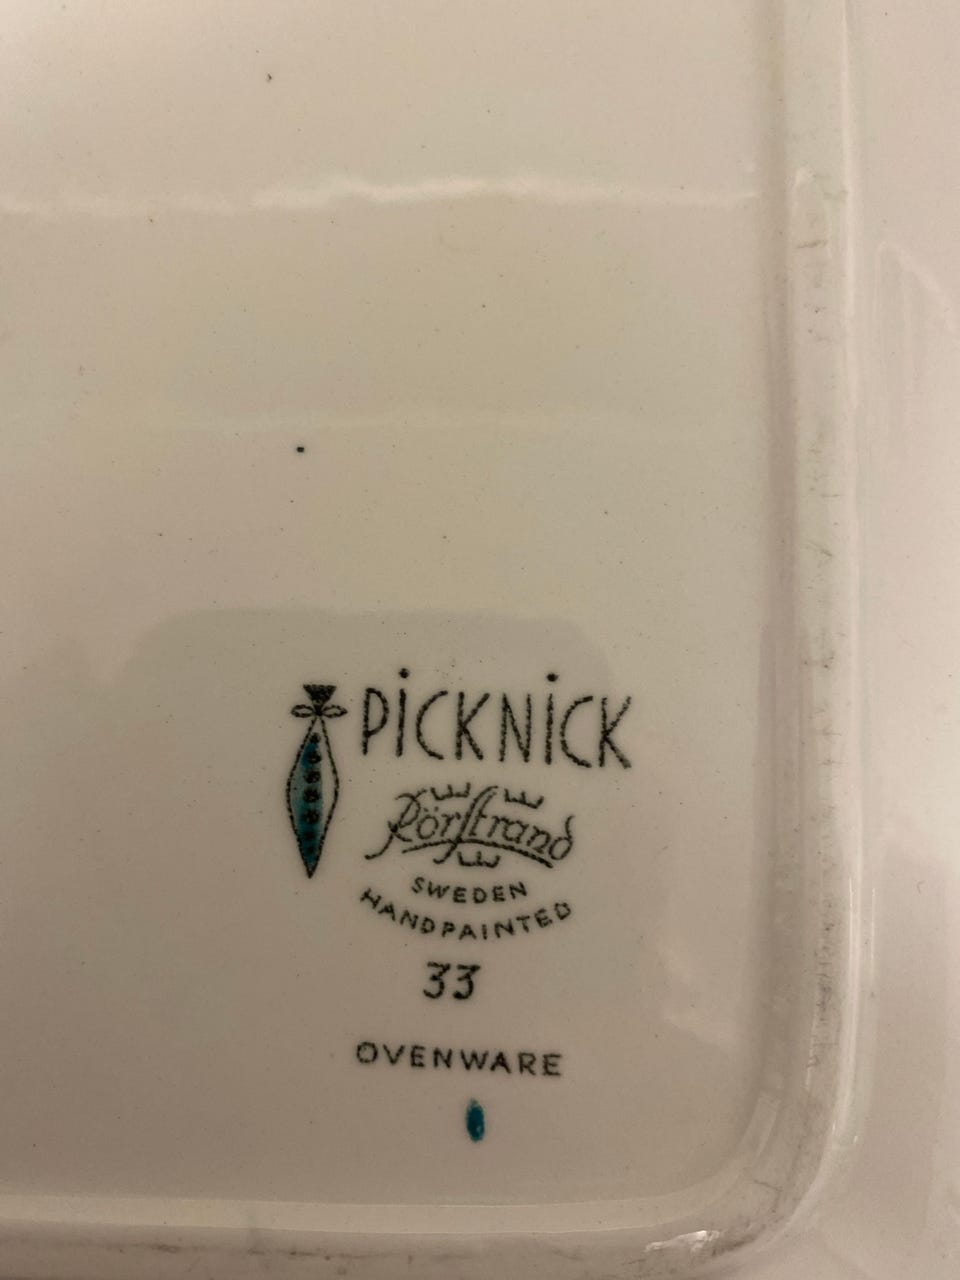 PiCKNiCK
Rörstrand
SWEDEN
HANDPAINTED
33
OVENWARE